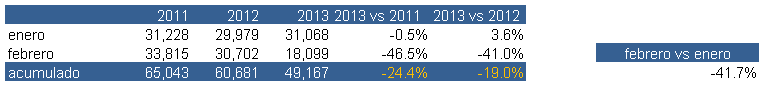 2011 2012 2013 2013 vs 2011 2013 vs 2012
enero 31,228 29,979 31,068 -0.5% 3.6%
febrero 33,815 30,702 18,099 -46.5% -41.0% febrero vs enero
acumulado 65,043 60,681 49,167 -24.4% -19.0% -41.7%